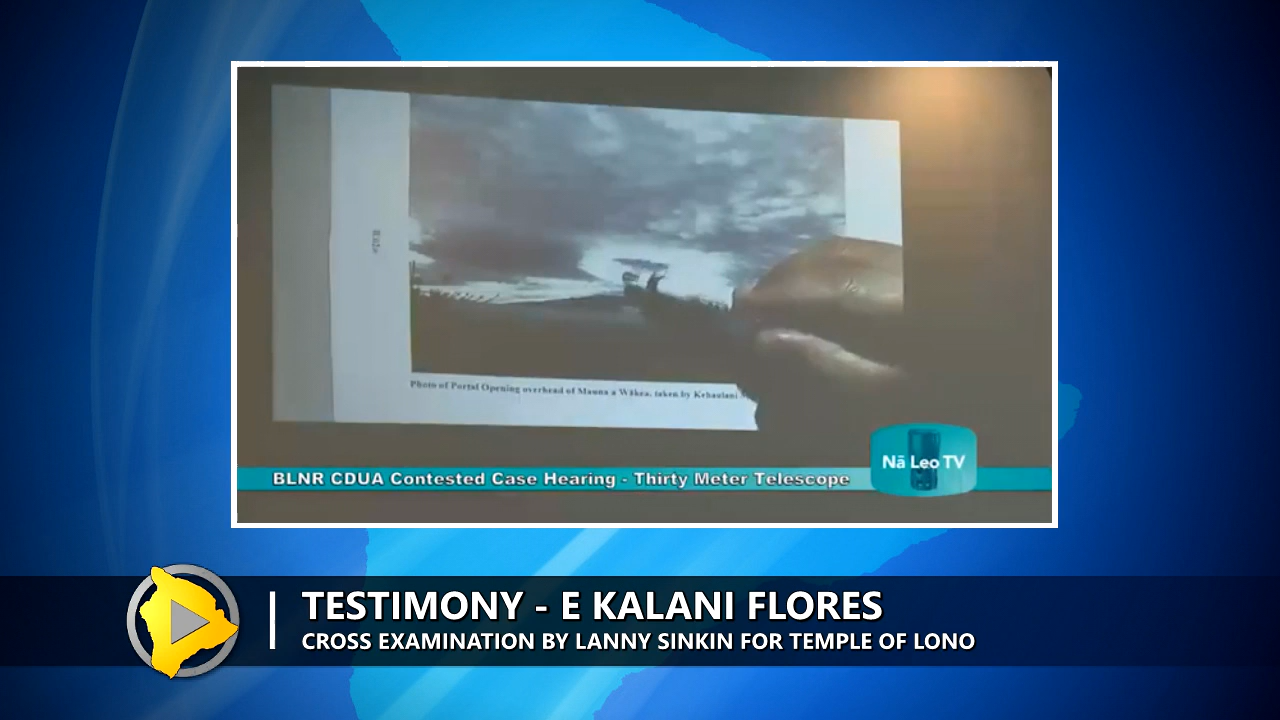 Photo of Portal Opening overhead of Mauna a Wākea, taken by Kehaulani
BLNR CDUA Contested Case Hearing - Thirty Meter Telescope
Nā Leo TV
TESTIMONY - E KALANI FLORES
CROSS EXAMINATION BY LANNY SINKIN FOR TEMPLE OF LONO